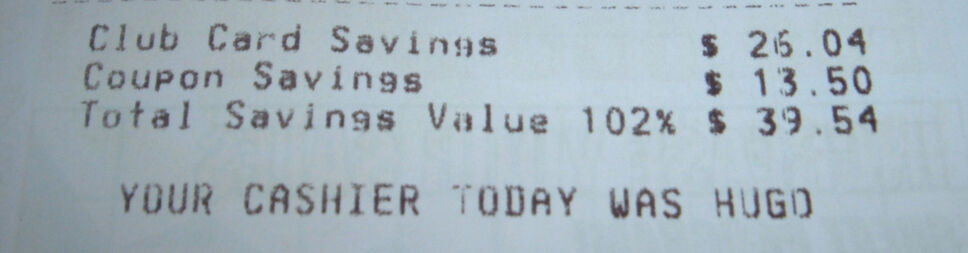 Club Card Savings $ 26.04
Coupon Savings $ 13.50
Total Savings Value 102% $ 39.54
YOUR CASHIER TODAY WAS HUGO